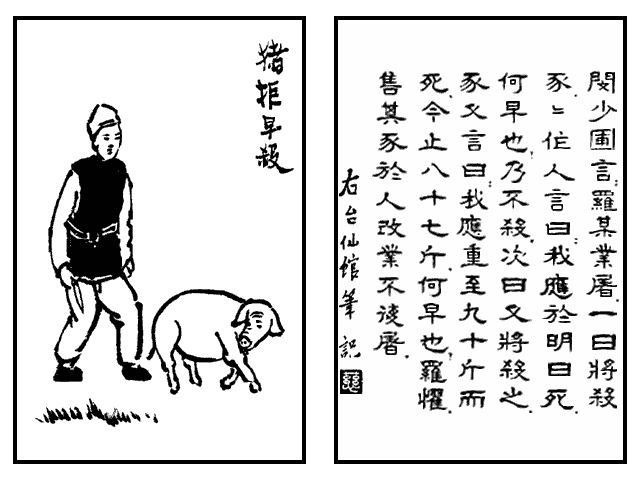 猪拒早殺
閔少圃言．羅某業屠．一日將殺
豕．豕作人言曰．我應於明日死．
何早也．乃不殺．次日又將殺之．
豕又言曰．我應重至九十斤而
死．今止八十七斤．何早也．羅懼．
售其豕於人改業不復屠．
右台仙館筆記